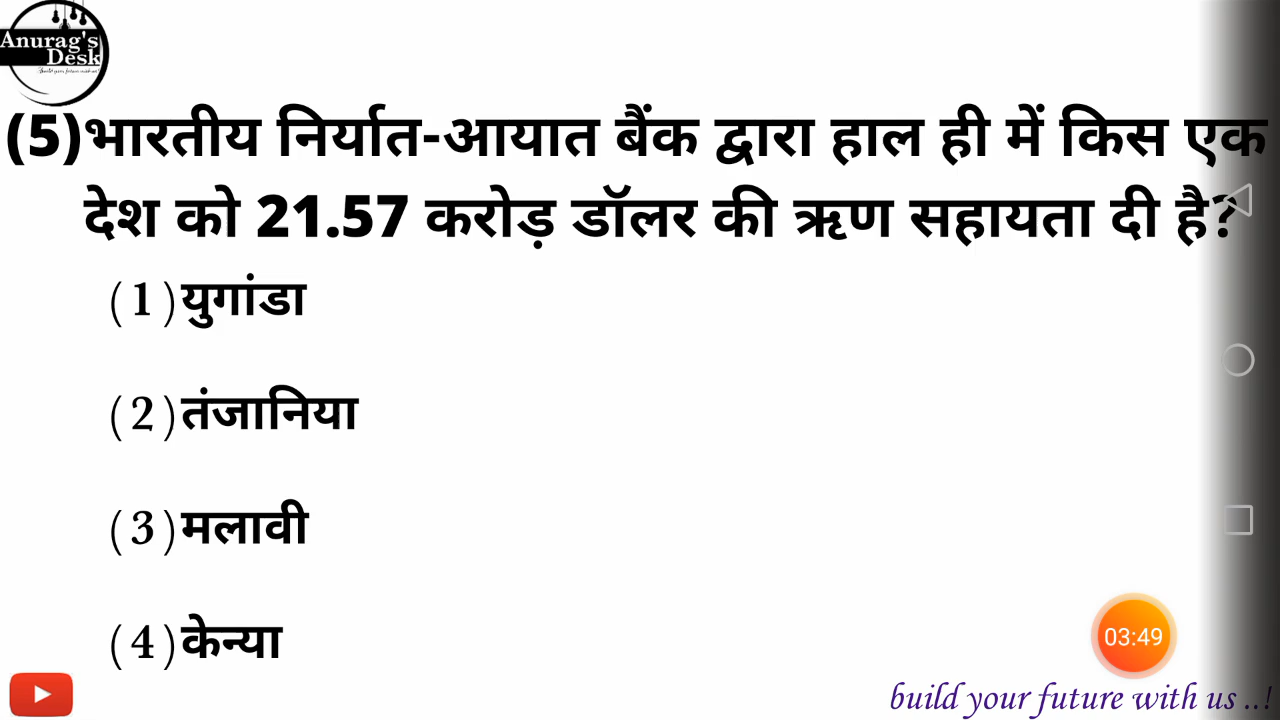 Anurag's
Desk
(5)भारतीय निर्यात-आयात बैंक द्वारा हाल ही में किस एक
देश को 21.57 करोड़ डॉलर की ऋण सहायता दी है?
(1)युगांडा
(2)तंजानिया
(3)मलावी
(4)केन्या
03:49
build your future with us ..!